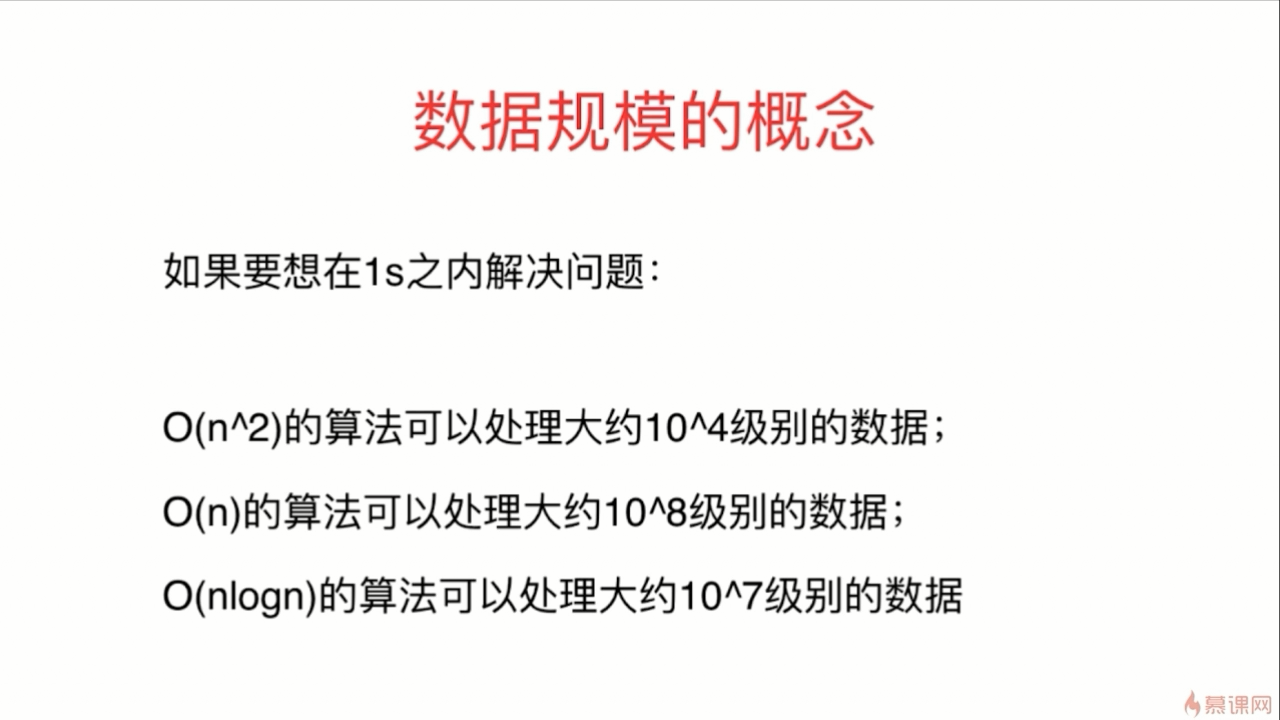 数据规模的概念
如果要想在1s之内解决问题：
O(n^2)的算法可以处理大约10^4级别的数据；
O(n)的算法可以处理大约10^8级别的数据；
O(nlogn)的算法可以处理大约10^7级别的数据
慕课网